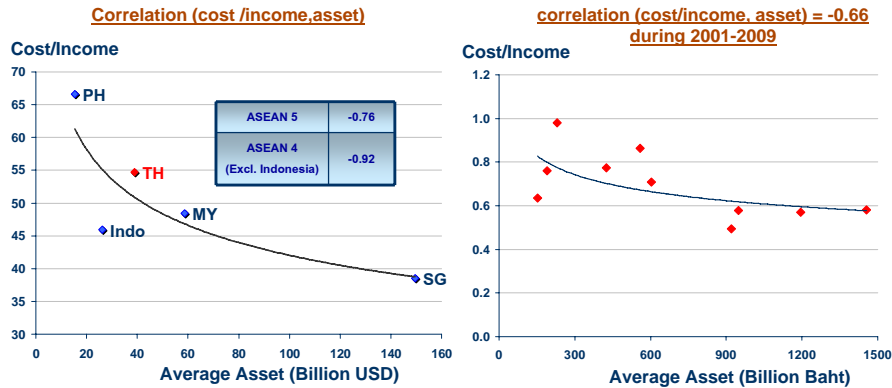 Correlation (cost /income,asset)
Cost/Income
70
65
60
55
50
45
40
35
30
0 20 40 60 80 100 120 140 160
Average Asset (Billion USD)
PH
TH
Indo
MY
SG
ASEAN 5 -0.76
ASEAN 4
(Excl. Indonesia) -0.92
correlation (cost/income, asset) = -0.66
during 2001-2009
Cost/Income
1.2
1.0
0.8
0.6
0.4
0.2
0.0
0 300 600 900 1200 1500
Average Asset (Billion Baht)